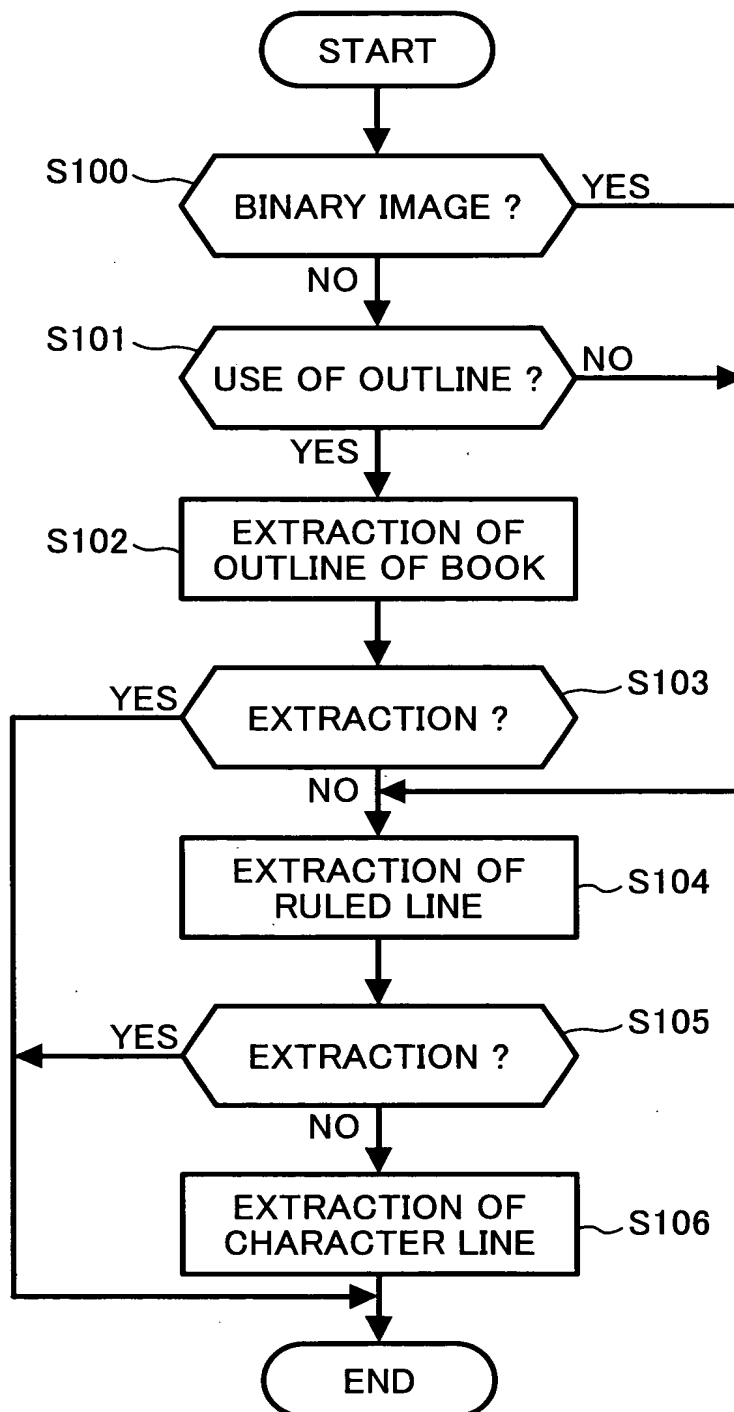 START
S100
BINARY IMAGE ?
YES
NO
S101
USE OF OUTLINE ?
NO
YES
S102
EXTRACTION OF
OUTLINE OF BOOK
YES
S103
EXTRACTION ?
NO
EXTRACTION OF
RULED LINE
S104
YES
S105
EXTRACTION ?
NO
EXTRACTION OF
CHARACTER LINE
S106
END